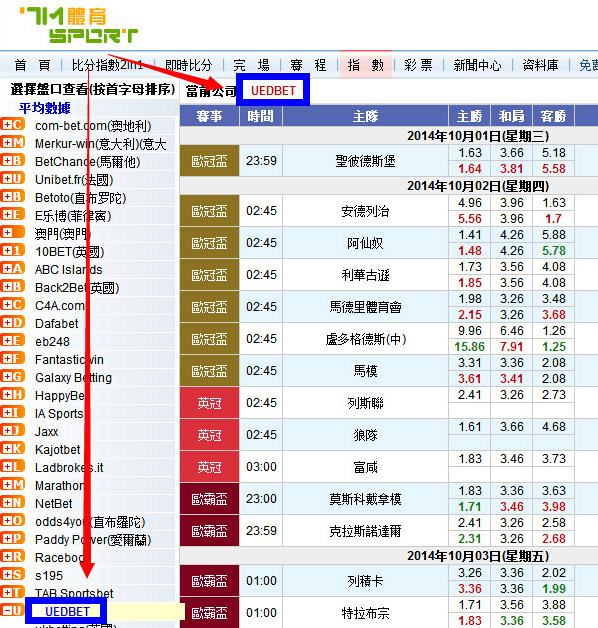 7M體育
SPORT
首 頁 | 比分指數2in1 | 即時比分 | 完 場 | 賽 程 | 指 數 | 彩 票 | 新聞中心 | 資料庫 | 免費
選擇盤口查看(按首字母排序)
當前公司 UEDBET
平均數據
C com-bet.com(澳地利)
M Merkur-win(意大利)(意大
B BetChance(馬爾他)
U Unibet.fr(法國)
B Betoto(直布罗陀)
E E乐博(菲律賓)
澳門(澳門)
1 10BET(英國)
A ABC Islands
B Back2Bet(英國)
C C4A.com
D Dafabet
E eb248
F Fantasticwin
G Galaxy Betting
H HappyBet
I IA Sports
J Jaxx
K Kajotbet
L Ladbrokes.it
M Marathon
N NetBet
O odds4you(直布羅陀)
P Paddy Power(愛爾蘭)
R Racebook
S s195
T TAB Sportsbet
U UEDBET
賽事 時間 主隊 主勝 和局 客勝
2014年10月01日(星期三)
歐冠盃 23:59 聖彼德斯堡 1.63 3.66 5.18
1.64 3.81 5.58
2014年10月02日(星期四)
歐冠盃 02:45 安德列治 4.96 3.96 1.63
5.56 3.96 1.7
歐冠盃 02:45 阿仙奴 1.41 4.26 5.88
1.48 4.26 5.78
歐冠盃 02:45 利華古遜 1.73 3.56 4.08
1.85 3.56 4.08
歐冠盃 02:45 馬德里體育會 1.98 3.26 3.48
2.15 3.26 3.68
歐冠盃 02:45 盧多格德斯(中) 9.96 6.46 1.26
15.86 7.91 1.25
歐冠盃 02:45 馬模 3.31 3.36 2.08
3.61 3.41 2.08
英冠 02:45 列斯聯 2.41 3.26 2.73
英冠 02:45 狼隊 1.61 3.66 4.68
英冠 03:00 富咸 1.83 3.46 3.73
歐霸盃 23:00 莫斯科戴拿模 1.83 3.36 3.63
1.71 3.46 3.98
歐霸盃 23:59 克拉斯諾達爾 2.41 3.26 2.58
2.31 3.26 2.68
2014年10月03日(星期五)
歐霸盃 01:00 列積卡 3.26 3.36 2.02
3.36 3.36 1.99
歐霸盃 01:00 特拉布宗 1.71 3.56 3.88
1.83 3.36 3.58